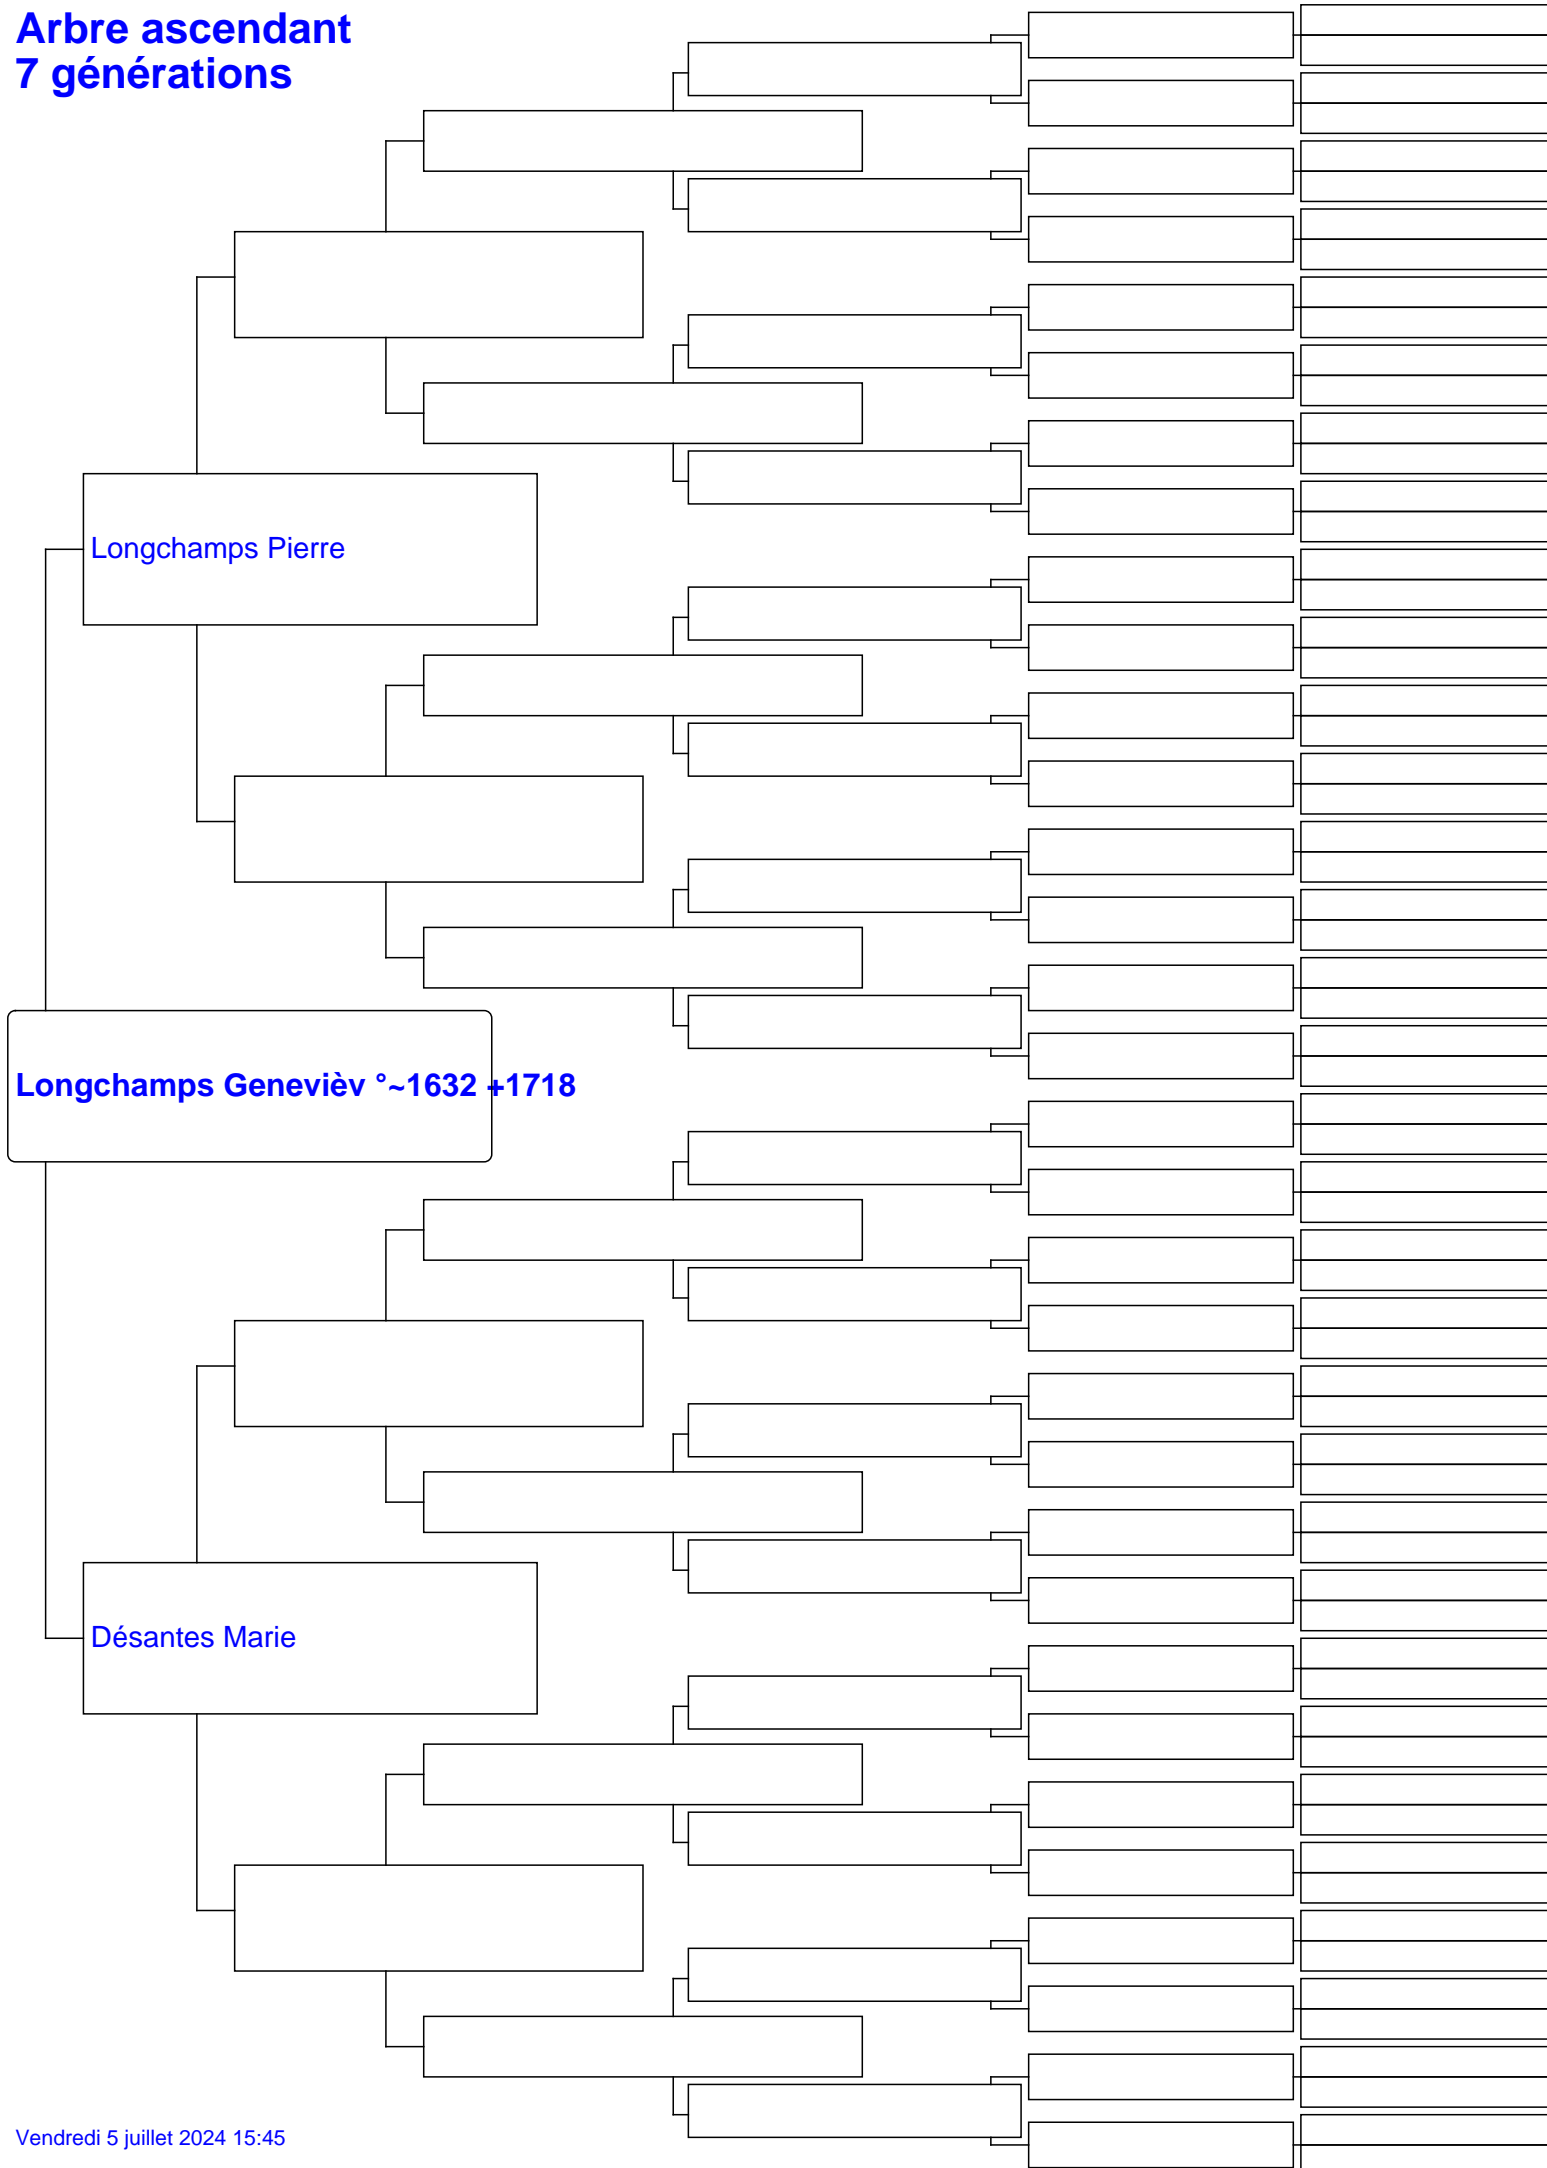 Arbre ascendant
7 générations
Longchamps Pierre
Longchamps Genevièv °~1632 +1718
Désantes Marie
Vendredi 5 juillet 2024 15:45